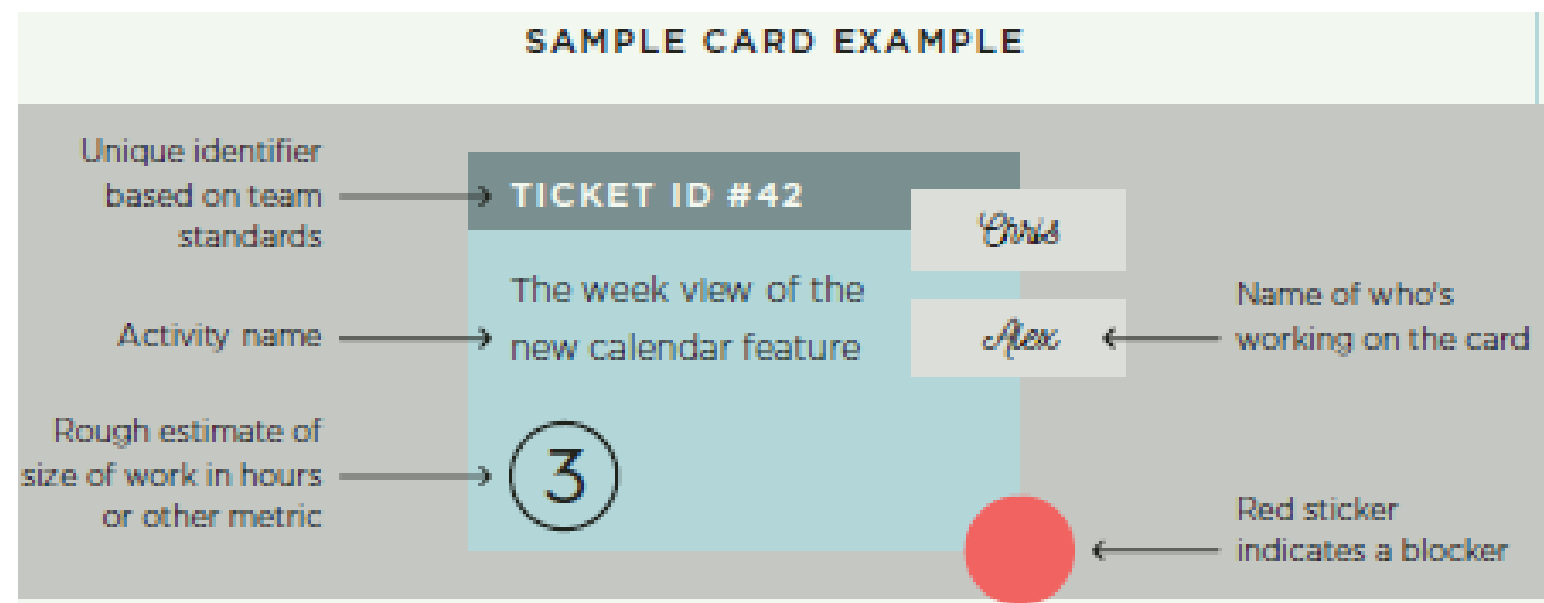 SAMPLE CARD EXAMPLE
Unique identifier
based on team
standards
TICKET ID #42
Chris
The week view of the
new calendar feature
Activity name
Alex
Name of who's
working on the card
Rough estimate of
size of work in hours
or other metric
3
Red sticker
indicates a blocker